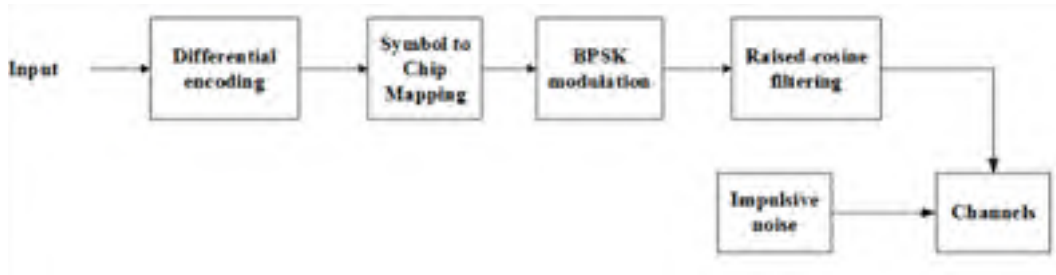 Input
Differential
encoding
Symbol to
Chip
Mapping
BPSK
modulation
Raised-cosine
filtering
Impulsive
noise
Channels